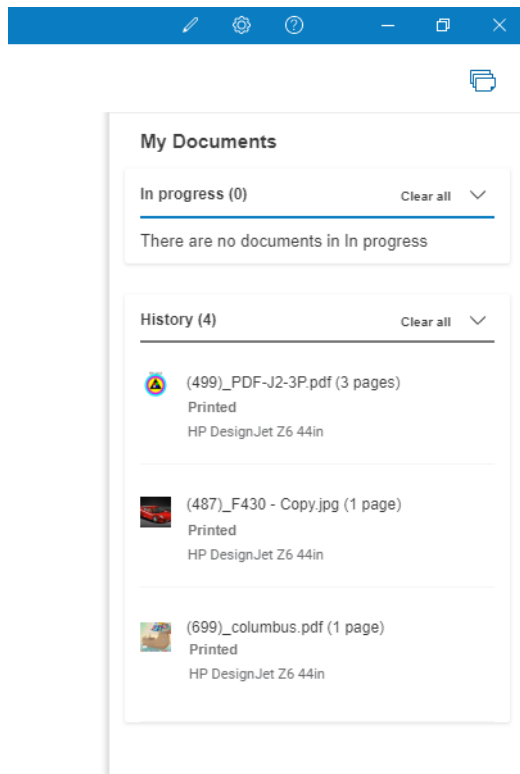 My Documents
In progress (0) Clear all
There are no documents in In progress
History (4) Clear all
(499)_PDF-J2-3P.pdf (3 pages)
Printed
HP DesignJet Z6 44in
(487)_F430 - Copy.jpg (1 page)
Printed
HP DesignJet Z6 44in
(699)_columbus.pdf (1 page)
Printed
HP DesignJet Z6 44in